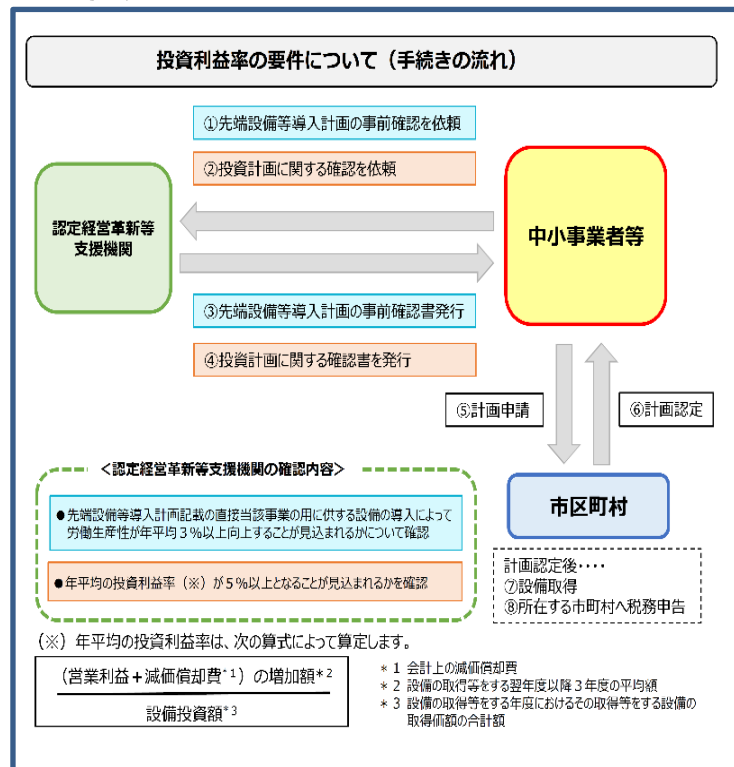 投資利益率の要件について（手続きの流れ）
①先端設備等導入計画の事前確認を依頼
②投資計画に関する確認を依頼
認定経営革新等
支援機関
中小事業者等
③先端設備等導入計画の事前確認書発行
④投資計画に関する確認書を発行
⑤計画申請
⑥計画認定
＜認定経営革新等支援機関の確認内容＞
●先端設備等導入計画記載の直接当該事業の用に供する設備の導入によって
労働生産性が年平均３％以上向上することが見込まれるかについて確認
●年平均の投資利益率（※）が５％以上となることが見込まれるかを確認
市区町村
計画認定後・・・・
⑦設備取得
⑧所在する市町村へ税務申告
（※）年平均の投資利益率は、次の算式によって算定します。
（営業利益＋減価償却費*1）の増加額*2
設備投資額*3
＊１ 会計上の減価償却費
＊２ 設備の取得等をする翌年度以降３年度の平均額
＊３ 設備の取得等をする年度におけるその取得等をする設備の
取得価額の合計額